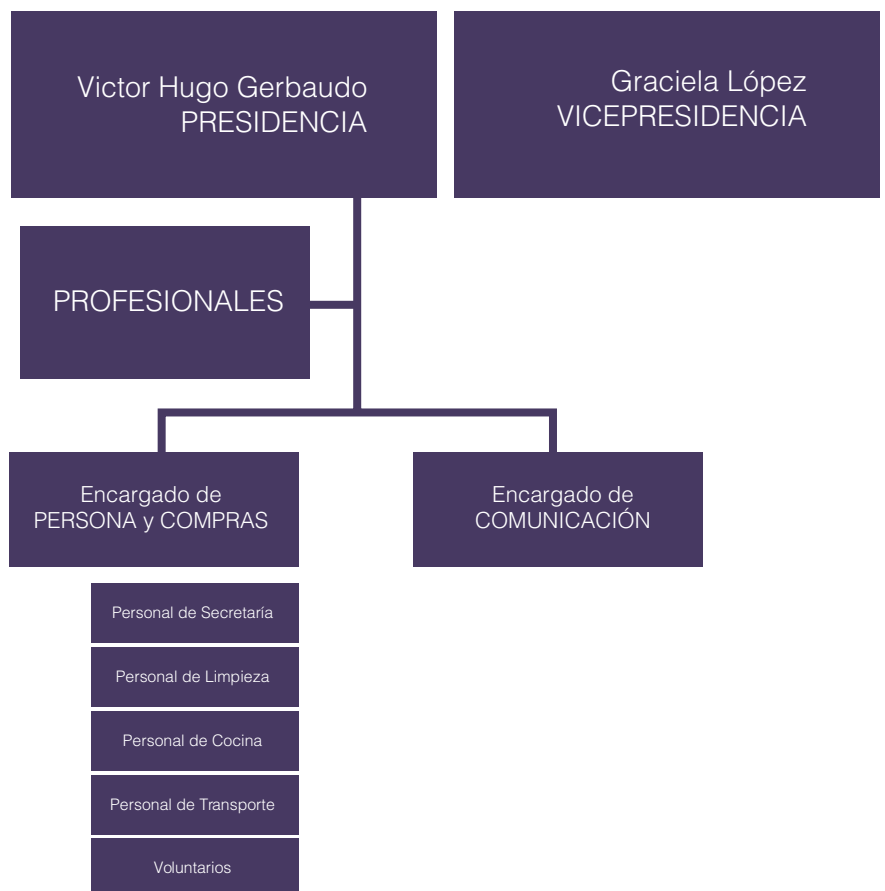 Victor Hugo Gerbaudo
PRESIDENCIA
Graciela López
VICEPRESIDENCIA
PROFESIONALES
Encargado de
PERSONA y COMPRAS
Encargado de
COMUNICACIÓN
Personal de Secretaría
Personal de Limpieza
Personal de Cocina
Personal de Transporte
Voluntarios